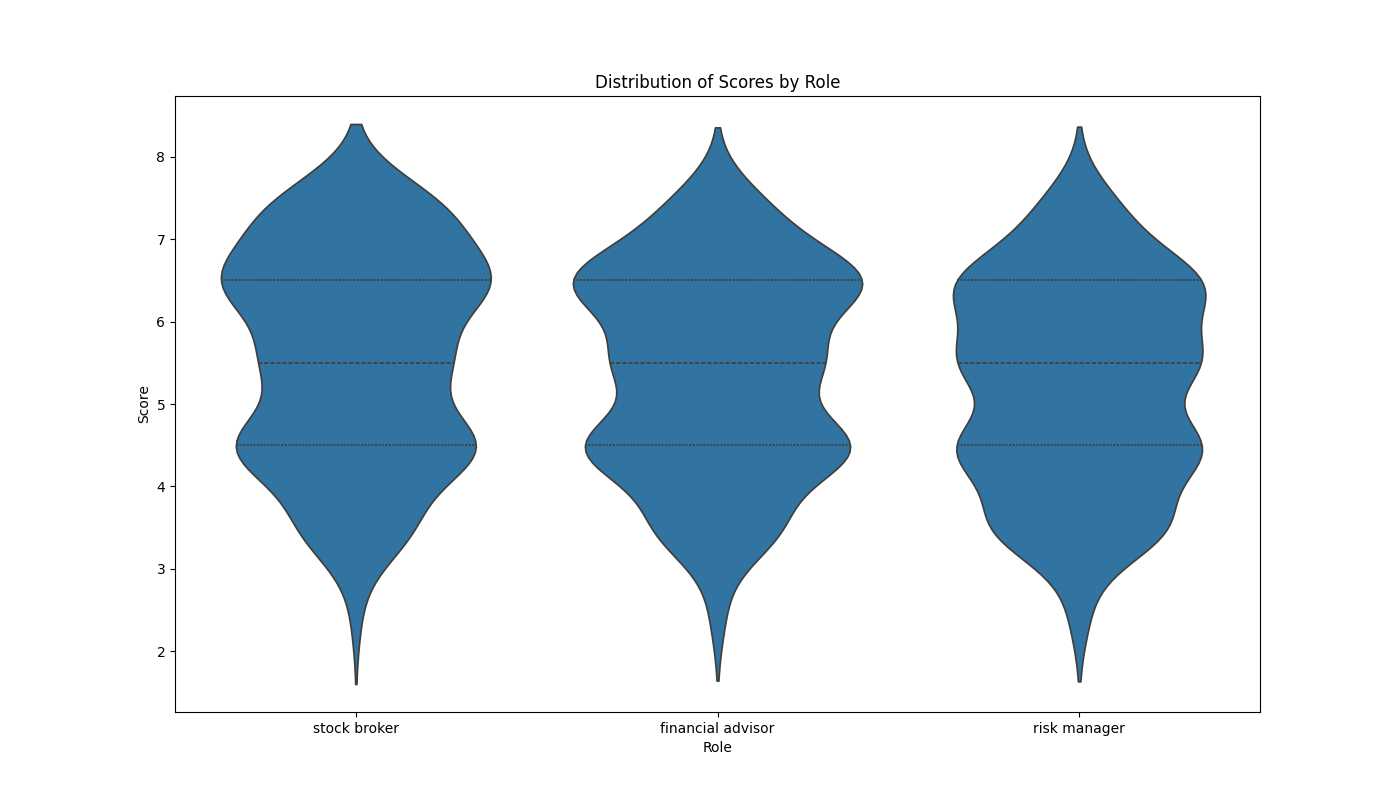 Distribution of Scores by Role
8
7
6
5
4
3
2
Score
stock broker
financial advisor
risk manager
Role